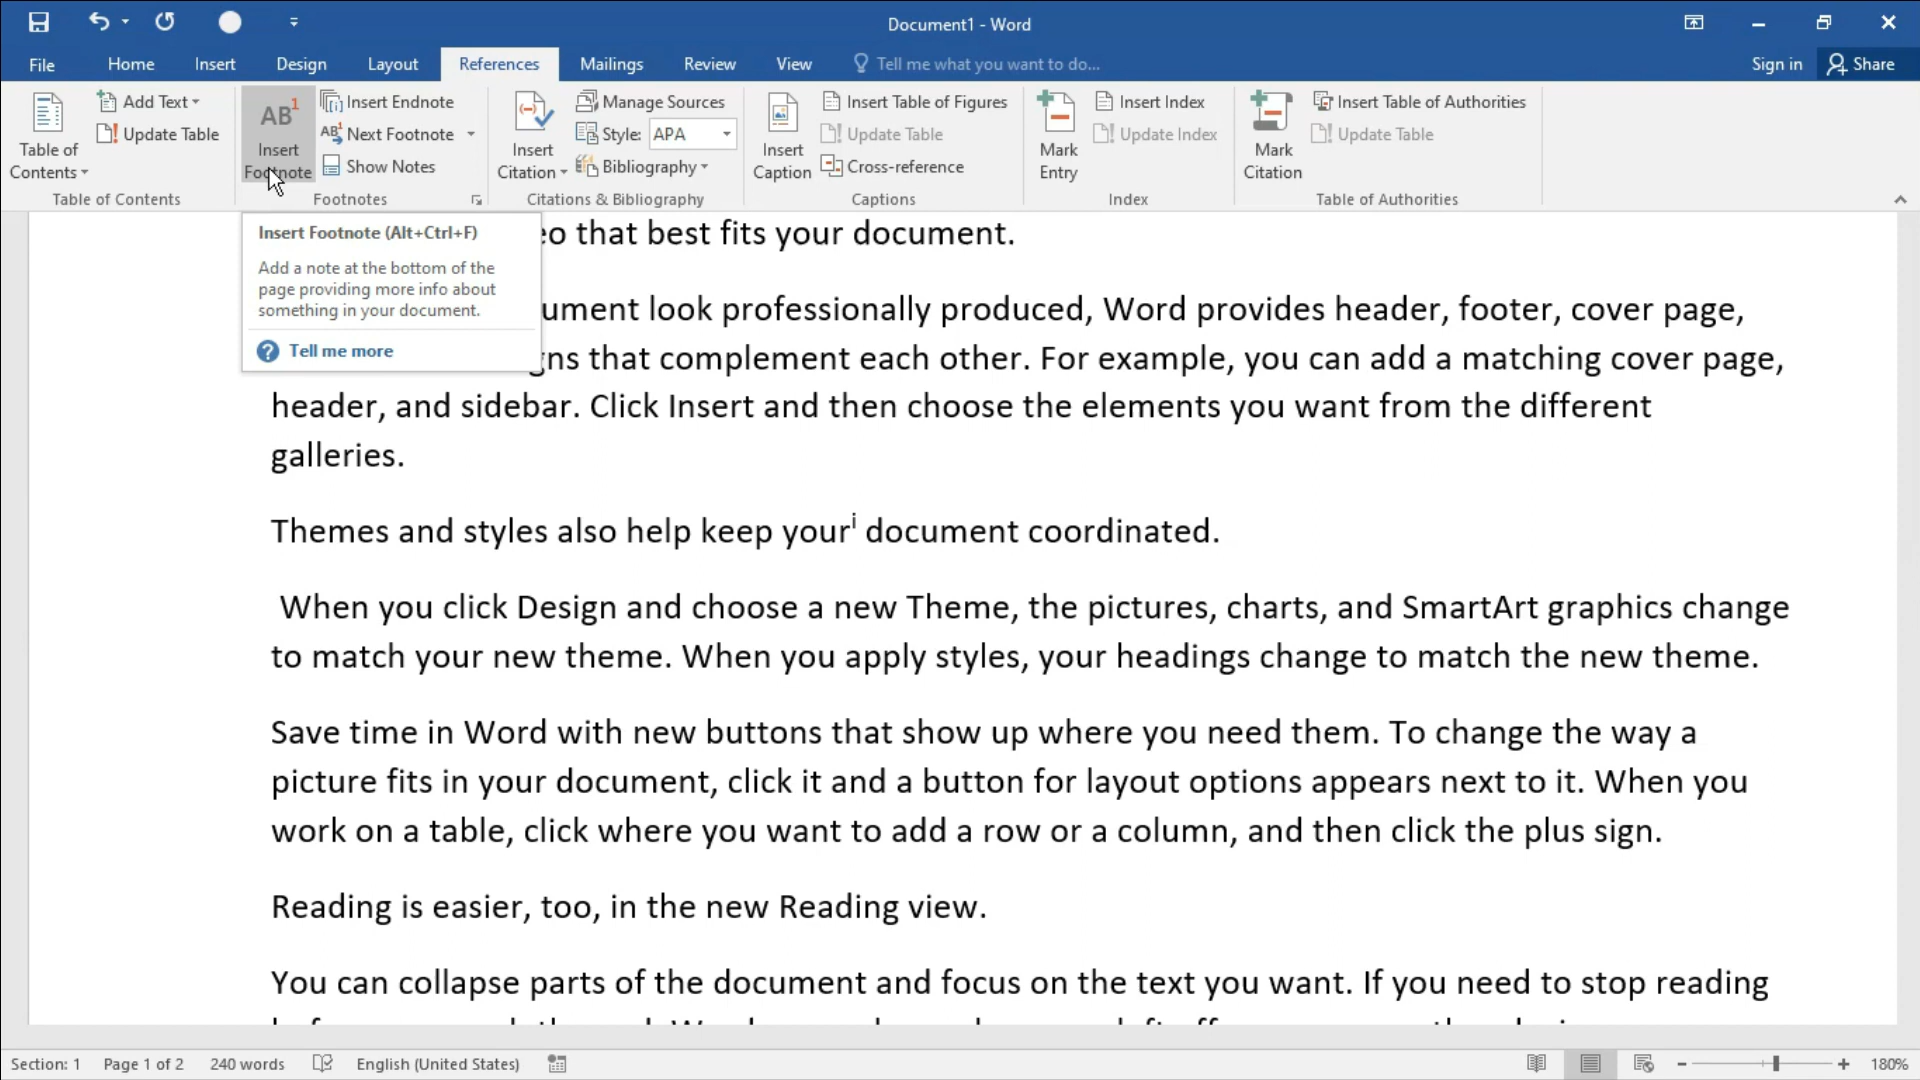 Document1 - Word
File Home Insert Design Layout References Mailings Review View Tell me what you want to do... Sign in Share
Table of Contents
Add Text
Update Table
Table of Contents
AB1
Insert Footnote
Insert Endnote
AB1 Next Footnote
Show Notes
Footnotes
Insert Citation
Manage Sources
Style: APA
Bibliography
Citations & Bibliography
Insert Caption
Insert Table of Figures
Update Table
Cross-reference
Captions
Mark Entry
Insert Index
Update Index
Index
Mark Citation
Insert Table of Authorities
Update Table
Table of Authorities
Insert Footnote (Alt+Ctrl+F)
Add a note at the bottom of the
page providing more info about
something in your document.
Tell me more
that best fits your document.
look professionally produced, Word provides header, footer, cover page,
that complement each other. For example, you can add a matching cover page,
header, and sidebar. Click Insert and then choose the elements you want from the different
galleries.
Themes and styles also help keep yourⁱ document coordinated.
When you click Design and choose a new Theme, the pictures, charts, and SmartArt graphics change
to match your new theme. When you apply styles, your headings change to match the new theme.
Save time in Word with new buttons that show up where you need them. To change the way a
picture fits in your document, click it and a button for layout options appears next to it. When you
work on a table, click where you want to add a row or a column, and then click the plus sign.
Reading is easier, too, in the new Reading view.
You can collapse parts of the document and focus on the text you want. If you need to stop reading
Section: 1 Page 1 of 2 240 words English (United States) 180%